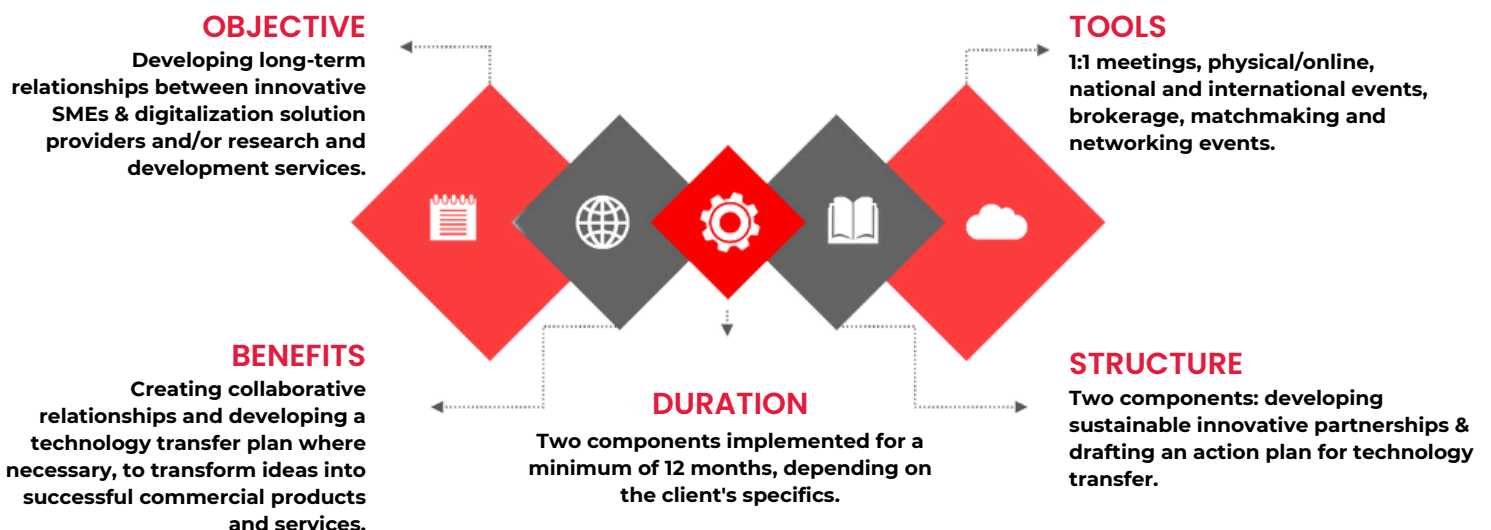 OBJECTIVE
Developing long-term
relationships between innovative
SMEs & digitalization solution
providers and/or research and
development services.
TOOLS
1:1 meetings, physical/online,
national and international events,
brokerage, matchmaking and
networking events.
BENEFITS
Creating collaborative
relationships and developing a
technology transfer plan where
necessary, to transform ideas into
successful commercial products
and services.
DURATION
Two components implemented for a
minimum of 12 months, depending on
the client's specifics.
STRUCTURE
Two components: developing
sustainable innovative partnerships &
drafting an action plan for technology
transfer.